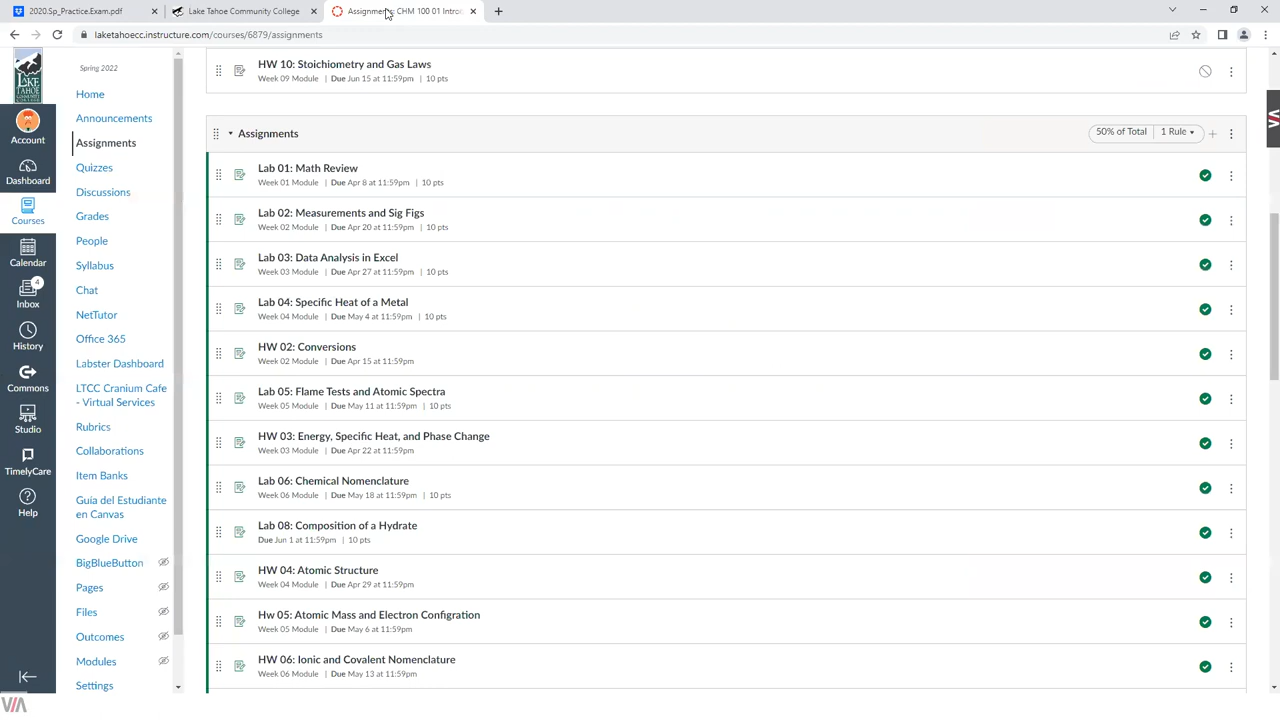 2020.Sp_Practice.Exam.pdf
Lake Tahoe Community College
Assignments: CHM 100 01 Introd
laketahoecc.instructure.com/courses/6879/assignments
LAKE TAHOE
Account
Dashboard
Courses
Calendar
4
Inbox
History
Commons
Studio
TimelyCare
Help
Spring 2022
Home
Announcements
Assignments
Quizzes
Discussions
Grades
People
Syllabus
Chat
NetTutor
Office 365
Labster Dashboard
LTCC Cranium Cafe
- Virtual Services
Rubrics
Collaborations
Item Banks
Guía del Estudiante
en Canvas
Google Drive
BigBlueButton
Pages
Files
Outcomes
Modules
Settings
HW 10: Stoichiometry and Gas Laws
Week 09 Module | Due Jun 15 at 11:59pm | 10 pts
Assignments
50% of Total | 1 Rule
Lab 01: Math Review
Week 01 Module | Due Apr 8 at 11:59pm | 10 pts
Lab 02: Measurements and Sig Figs
Week 02 Module | Due Apr 20 at 11:59pm | 10 pts
Lab 03: Data Analysis in Excel
Week 03 Module | Due Apr 27 at 11:59pm | 10 pts
Lab 04: Specific Heat of a Metal
Week 04 Module | Due May 4 at 11:59pm | 10 pts
HW 02: Conversions
Week 02 Module | Due Apr 15 at 11:59pm
Lab 05: Flame Tests and Atomic Spectra
Week 05 Module | Due May 11 at 11:59pm | 10 pts
HW 03: Energy, Specific Heat, and Phase Change
Week 03 Module | Due Apr 22 at 11:59pm
Lab 06: Chemical Nomenclature
Week 06 Module | Due May 18 at 11:59pm | 10 pts
Lab 08: Composition of a Hydrate
Due Jun 1 at 11:59pm | 10 pts
HW 04: Atomic Structure
Week 04 Module | Due Apr 29 at 11:59pm
Hw 05: Atomic Mass and Electron Configration
Week 05 Module | Due May 6 at 11:59pm
HW 06: Ionic and Covalent Nomenclature
Week 06 Module | Due May 13 at 11:59pm
VIA